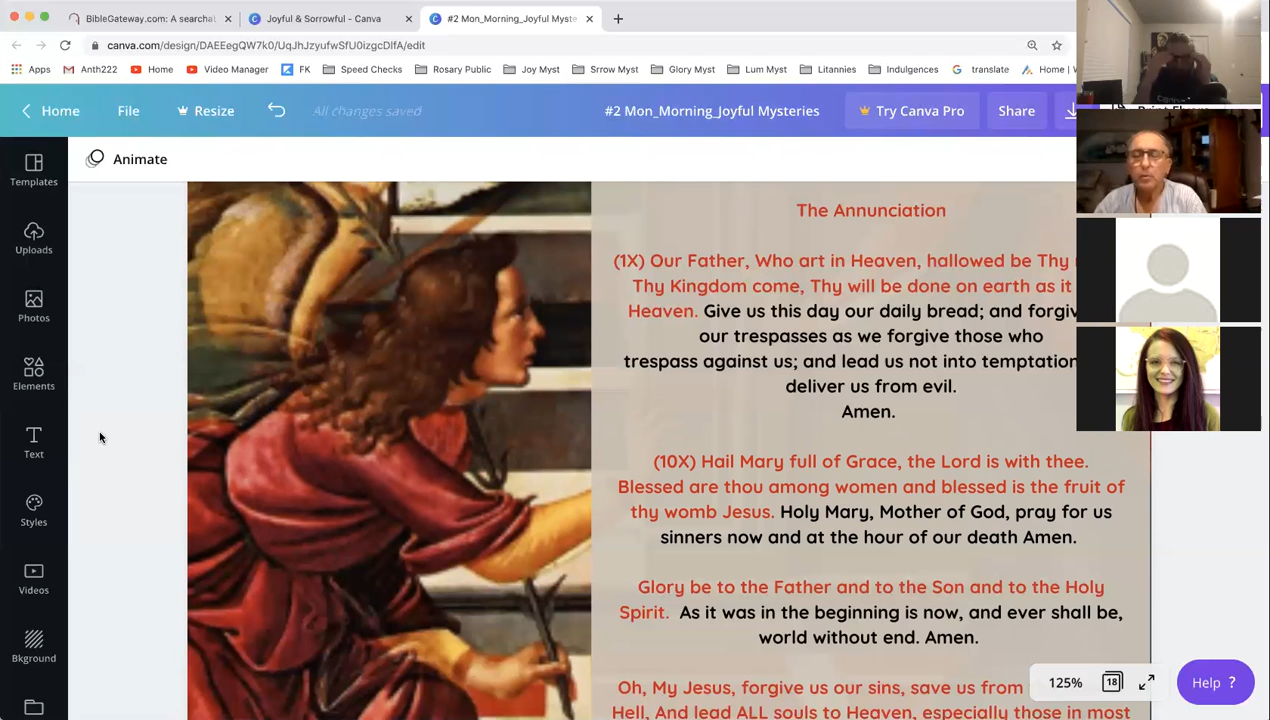 BibleGateway.com: A searchal
Joyful & Sorrowful - Canva
#2 Mon_Morning_Joyful Myste
canva.com/design/DAEEegQW7k0/UqJhJzyufwSfU0izgcDlfA/edit
Apps
Anth222
Home
Video Manager
FK
Speed Checks
Rosary Public
Joy Myst
Srrow Myst
Glory Myst
Lum Myst
Litannies
Indulgences
translate
Home |
Home
File
Resize
All changes saved
#2 Mon_Morning_Joyful Mysteries
Try Canva Pro
Share
Animate
Templates
Uploads
Photos
Elements
Text
Styles
Videos
Bkground
The Annunciation
(1X) Our Father, Who art in Heaven, hallowed be Thy
Thy Kingdom come, Thy will be done on earth as it
Heaven. Give us this day our daily bread; and forgiv
our trespasses as we forgive those who
trespass against us; and lead us not into temptation
deliver us from evil.
Amen.
(10X) Hail Mary full of Grace, the Lord is with thee.
Blessed are thou among women and blessed is the fruit of
thy womb Jesus. Holy Mary, Mother of God, pray for us
sinners now and at the hour of our death Amen.
Glory be to the Father and to the Son and to the Holy
Spirit. As it was in the beginning is now, and ever shall be,
world without end. Amen.
Oh, My Jesus, forgive us our sins, save us from
Hell, And lead ALL souls to Heaven, especially those in most
125%
18
Help ?